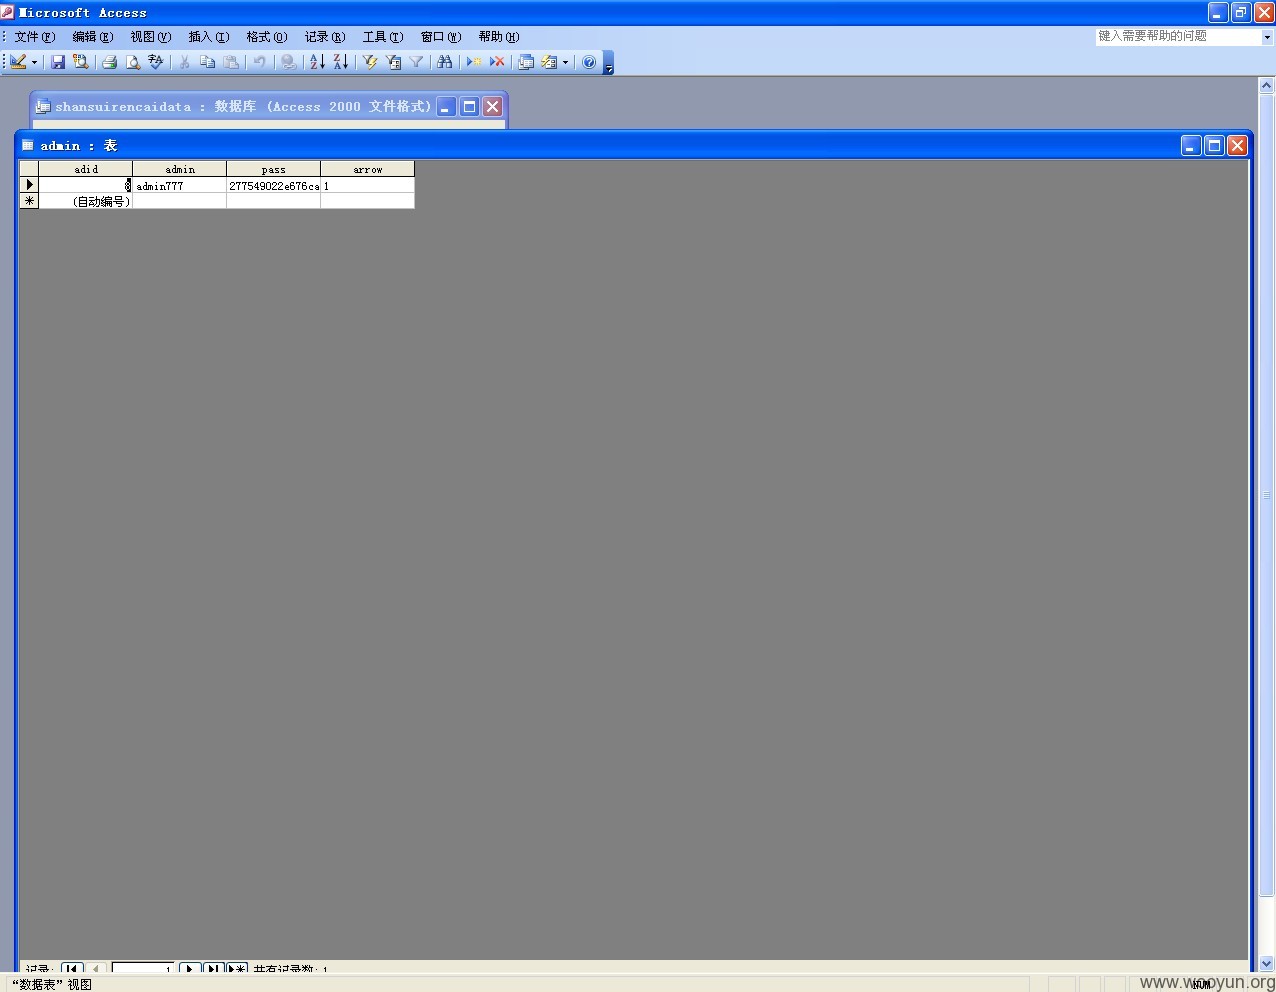 Microsoft Access
文件(F) 编辑(E) 视图(V) 插入(I) 格式(O) 记录(R) 工具(T) 窗口(W) 帮助(H)
键入需要帮助的问题
shansuirencaidata : 数据库 (Access 2000 文件格式)
admin : 表
adid admin pass arrow
admin777 277549022e676ca 1
(自动编号)
记录: 1 共有记录数: 1
“数据表”视图
NUM
www.wooyun.org